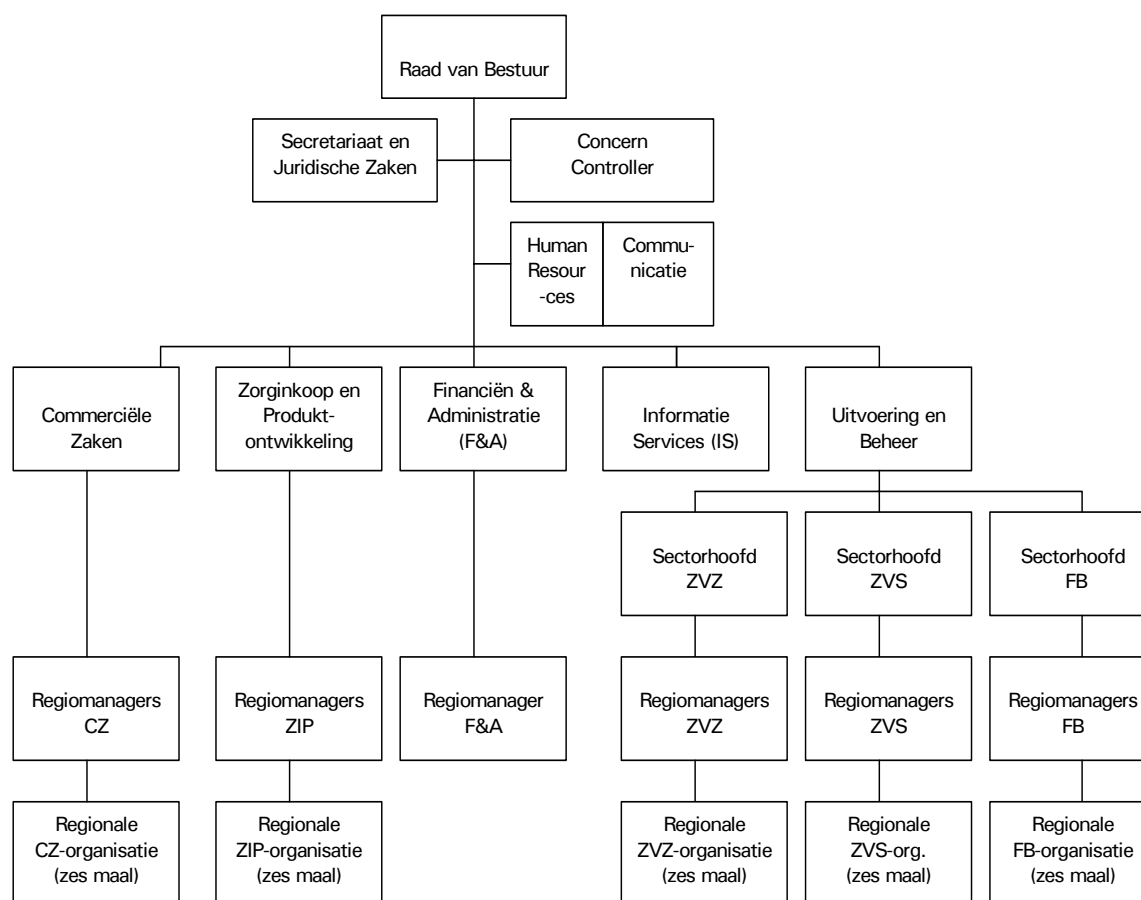 Raad van Bestuur
Secretariaat en
Juridische Zaken
Concern
Controller
Human
Resour
-ces
Commu-
nicatie
Commerciële
Zaken
Zorginkoop en
Produkt-
ontwikkeling
Financiën &
Administratie
(F&A)
Informatie
Services (IS)
Uitvoering en
Beheer
Sectorhoofd
ZVZ
Sectorhoofd
ZVS
Sectorhoofd
FB
Regiomanagers
CZ
Regiomanagers
ZIP
Regiomanager
F&A
Regiomanagers
ZVZ
Regiomanagers
ZVS
Regiomanagers
FB
Regionale
CZ-organisatie
(zes maal)
Regionale
ZIP-organisatie
(zes maal)
Regionale
ZVZ-organisatie
(zes maal)
Regionale
ZVS-org.
(zes maal)
Regionale
FB-organisatie
(zes maal)